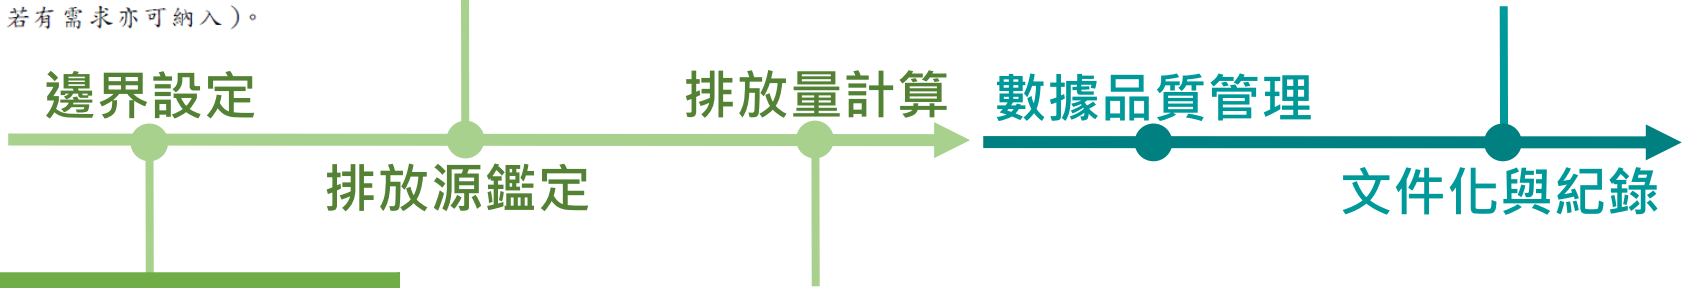 若有需求亦可納入)。
邊界設定
排放源鑑定
排放量計算
數據品質管理
文件化與紀錄